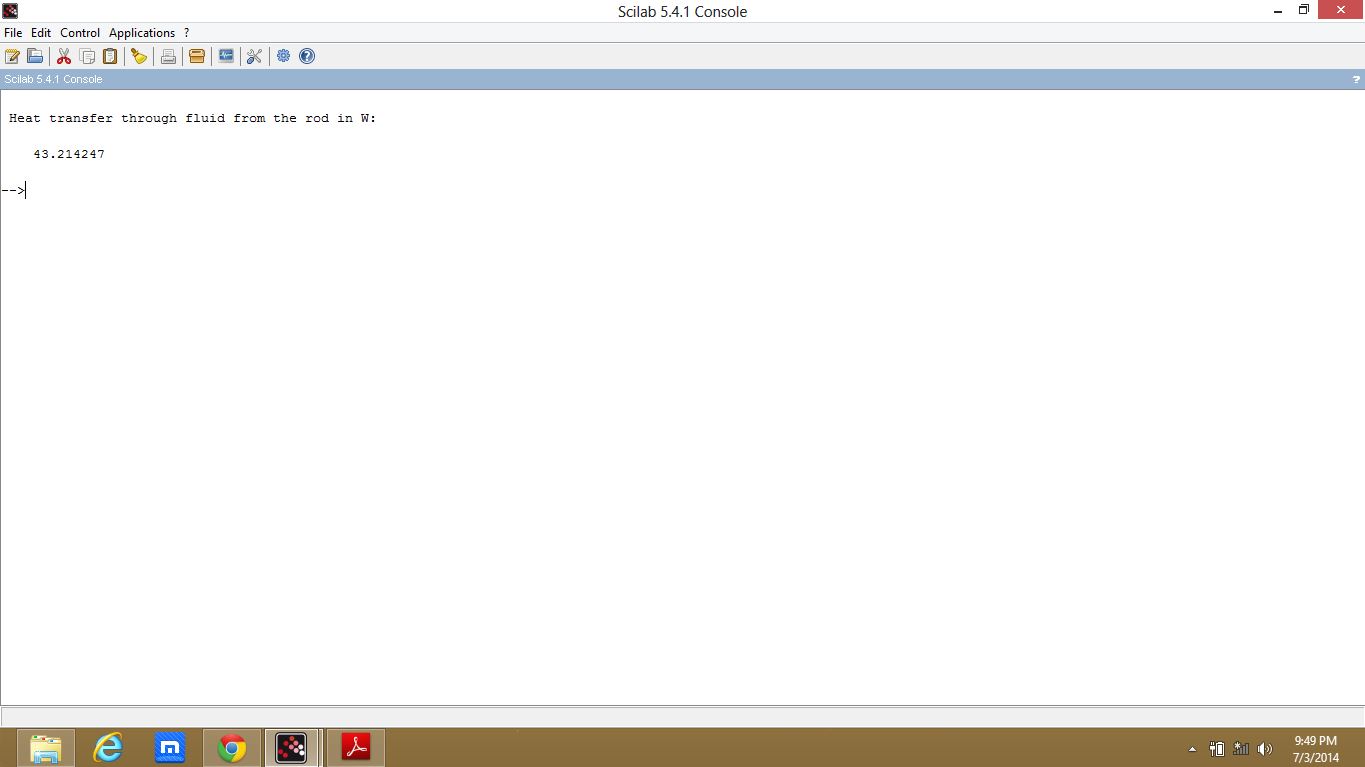 Scilab 5.4.1 Console
File Edit Control Applications ?
Scilab 5.4.1 Console ?
Heat transfer through fluid from the rod in W:
43.214247
-->
9:49 PM
7/3/2014